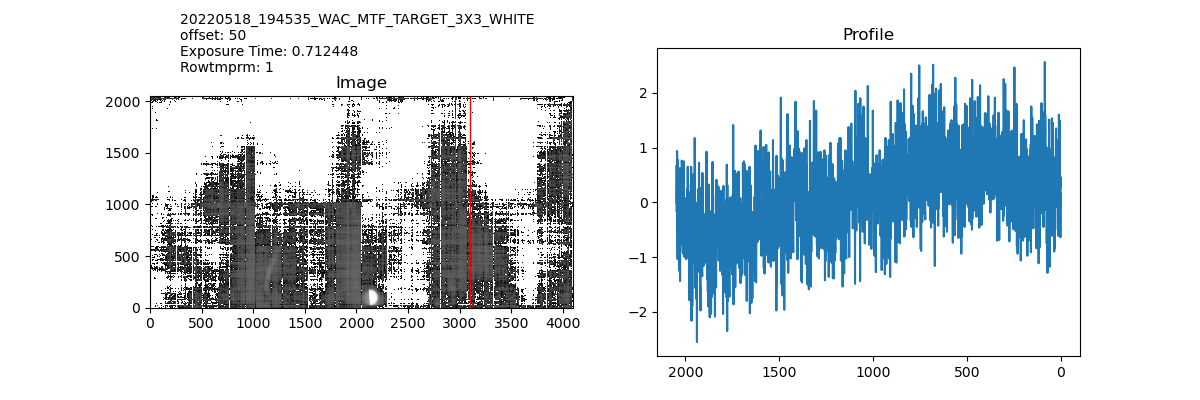 20220518_194535_WAC_MTF_TARGET_3X3_WHITE
offset: 50
Exposure Time: 0.712448
Rowtmprm: 1
Image
2000
1500
1000
500
0
0 500 1000 1500 2000 2500 3000 3500 4000
Profile
2
1
0
−1
−2
2000 1500 1000 500 0